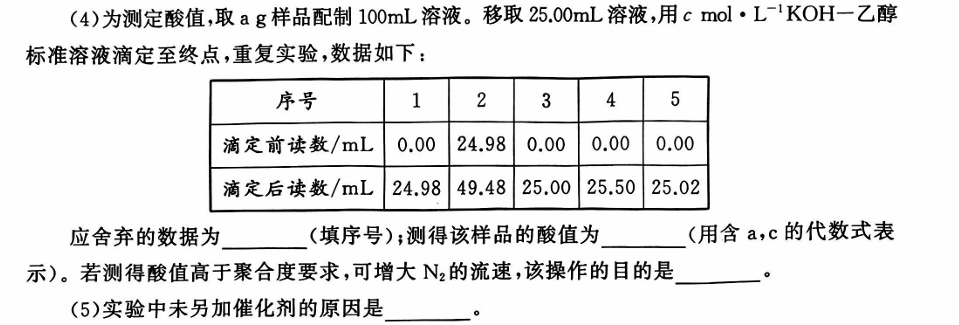 (4)为测定酸值,取 a g 样品配制 100mL 溶液。移取 25.00mL 溶液,用 c mol·L⁻¹KOH—乙醇
标准溶液滴定至终点,重复实验,数据如下:
序号 1 2 3 4 5
滴定前读数/mL 0.00 24.98 0.00 0.00 0.00
滴定后读数/mL 24.98 49.48 25.00 25.50 25.02
应舍弃的数据为________(填序号);测得该样品的酸值为________(用含 a,c 的代数式表
示)。若测得酸值高于聚合度要求,可增大 N₂的流速,该操作的目的是________。
(5)实验中未另加催化剂的原因是________。